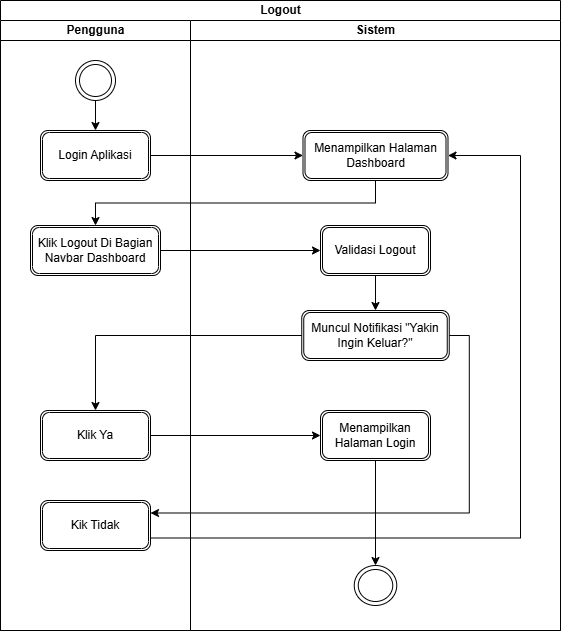 Logout
Pengguna
Sistem
Login Aplikasi
Menampilkan Halaman
Dashboard
Klik Logout Di Bagian
Navbar Dashboard
Validasi Logout
Muncul Notifikasi "Yakin
Ingin Keluar?"
Klik Ya
Menampilkan
Halaman Login
Kik Tidak